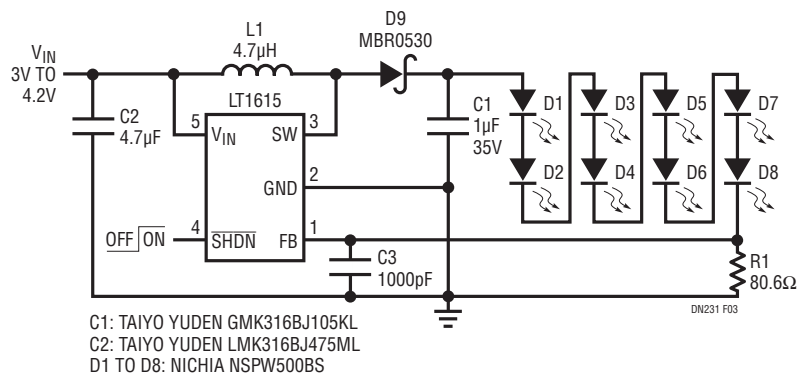 VIN
3V TO
4.2V
C2
4.7µF
L1
4.7µH
LT1615
5
VIN
SW
3
GND
2
4
SHDN
FB
1
OFF ON
D9
MBR0530
C1
1µF
35V
C3
1000pF
D1
D2
D3
D4
D5
D6
D7
D8
R1
80.6Ω
DN231 F03
C1: TAIYO YUDEN GMK316BJ105KL
C2: TAIYO YUDEN LMK316BJ475ML
D1 TO D8: NICHIA NSPW500BS